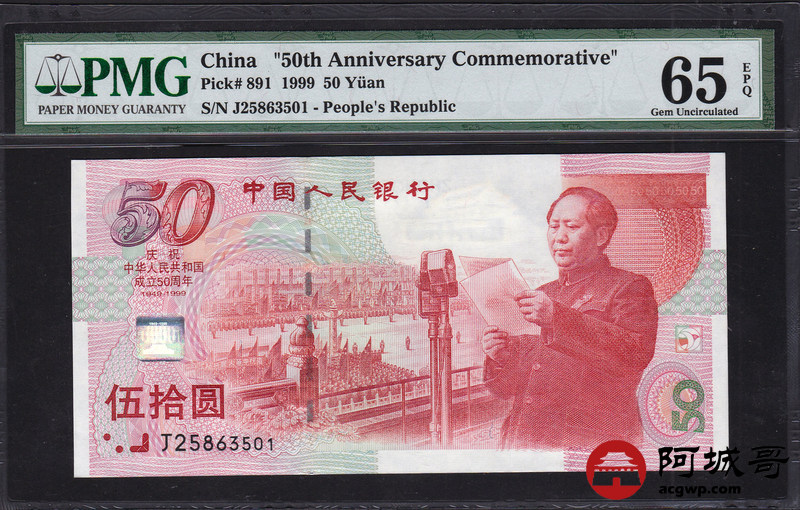 PMG
PAPER MONEY GUARANTY
China "50th Anniversary Commemorative"
Pick# 891 1999 50 Yüan
S/N J25863501 - People's Republic
65 EPQ
Gem Uncirculated
50
中国人民银行
庆祝
中华人民共和国
成立50周年
1949-1999
伍拾圆
J25863501
50
阿城哥
acgwp.com